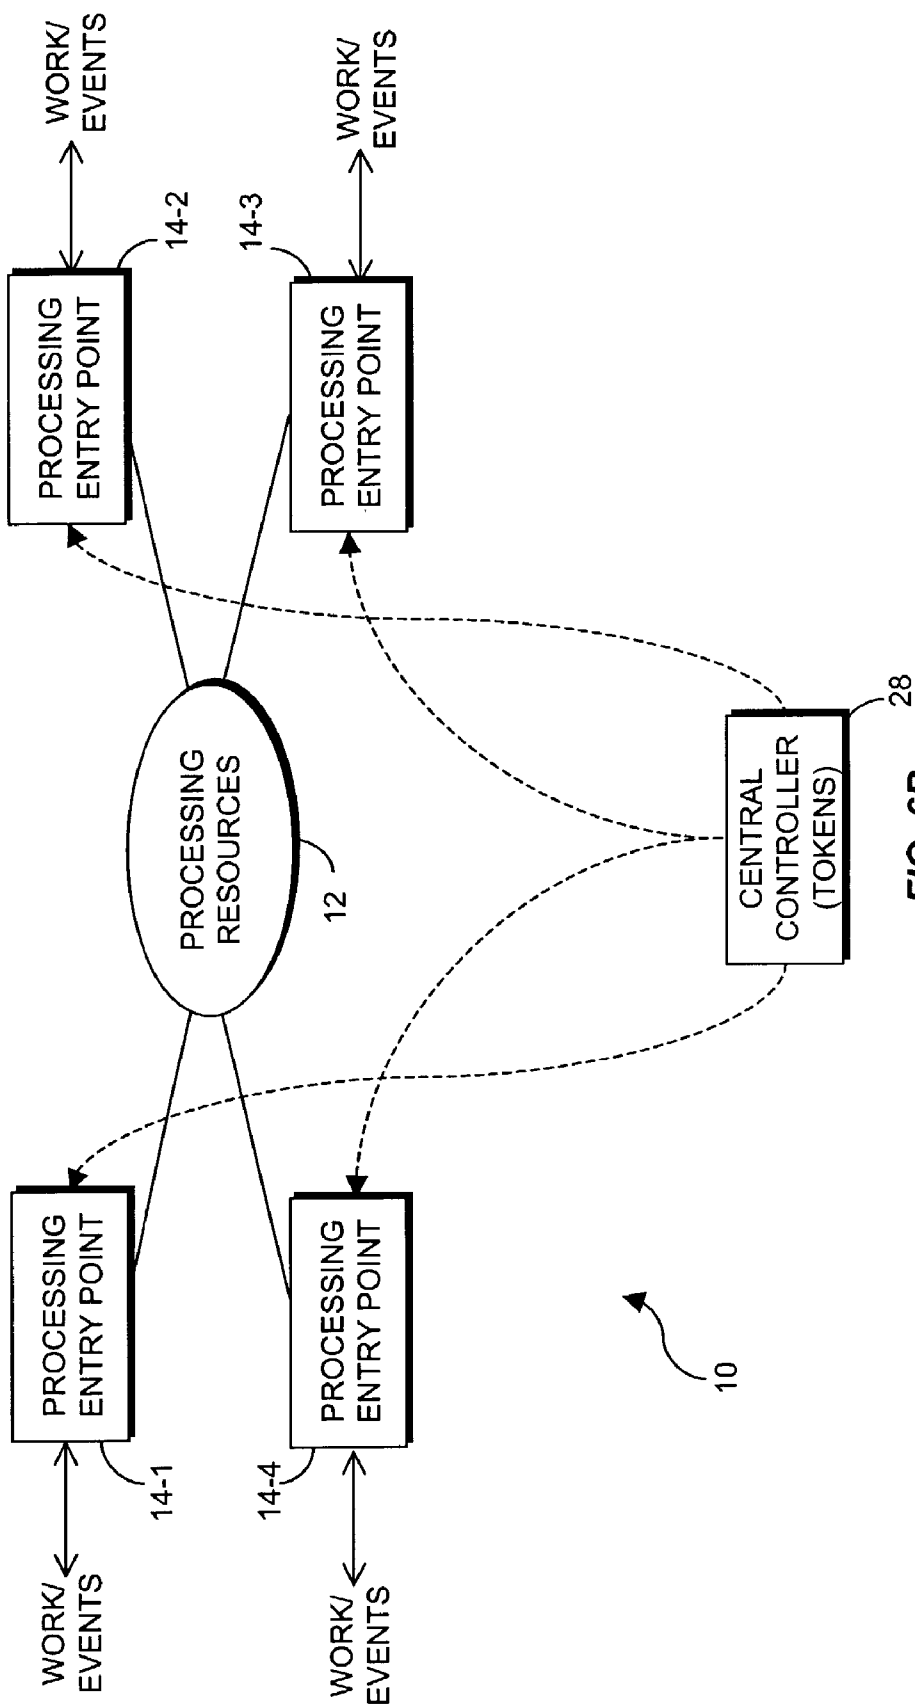 WORK/
EVENTS
PROCESSING
ENTRY POINT
14-1
PROCESSING
RESOURCES
12
PROCESSING
ENTRY POINT
14-2
WORK/
EVENTS
WORK/
EVENTS
14-4
PROCESSING
ENTRY POINT
14-3
PROCESSING
ENTRY POINT
WORK/
EVENTS
10
CENTRAL
CONTROLLER
(TOKENS)
28